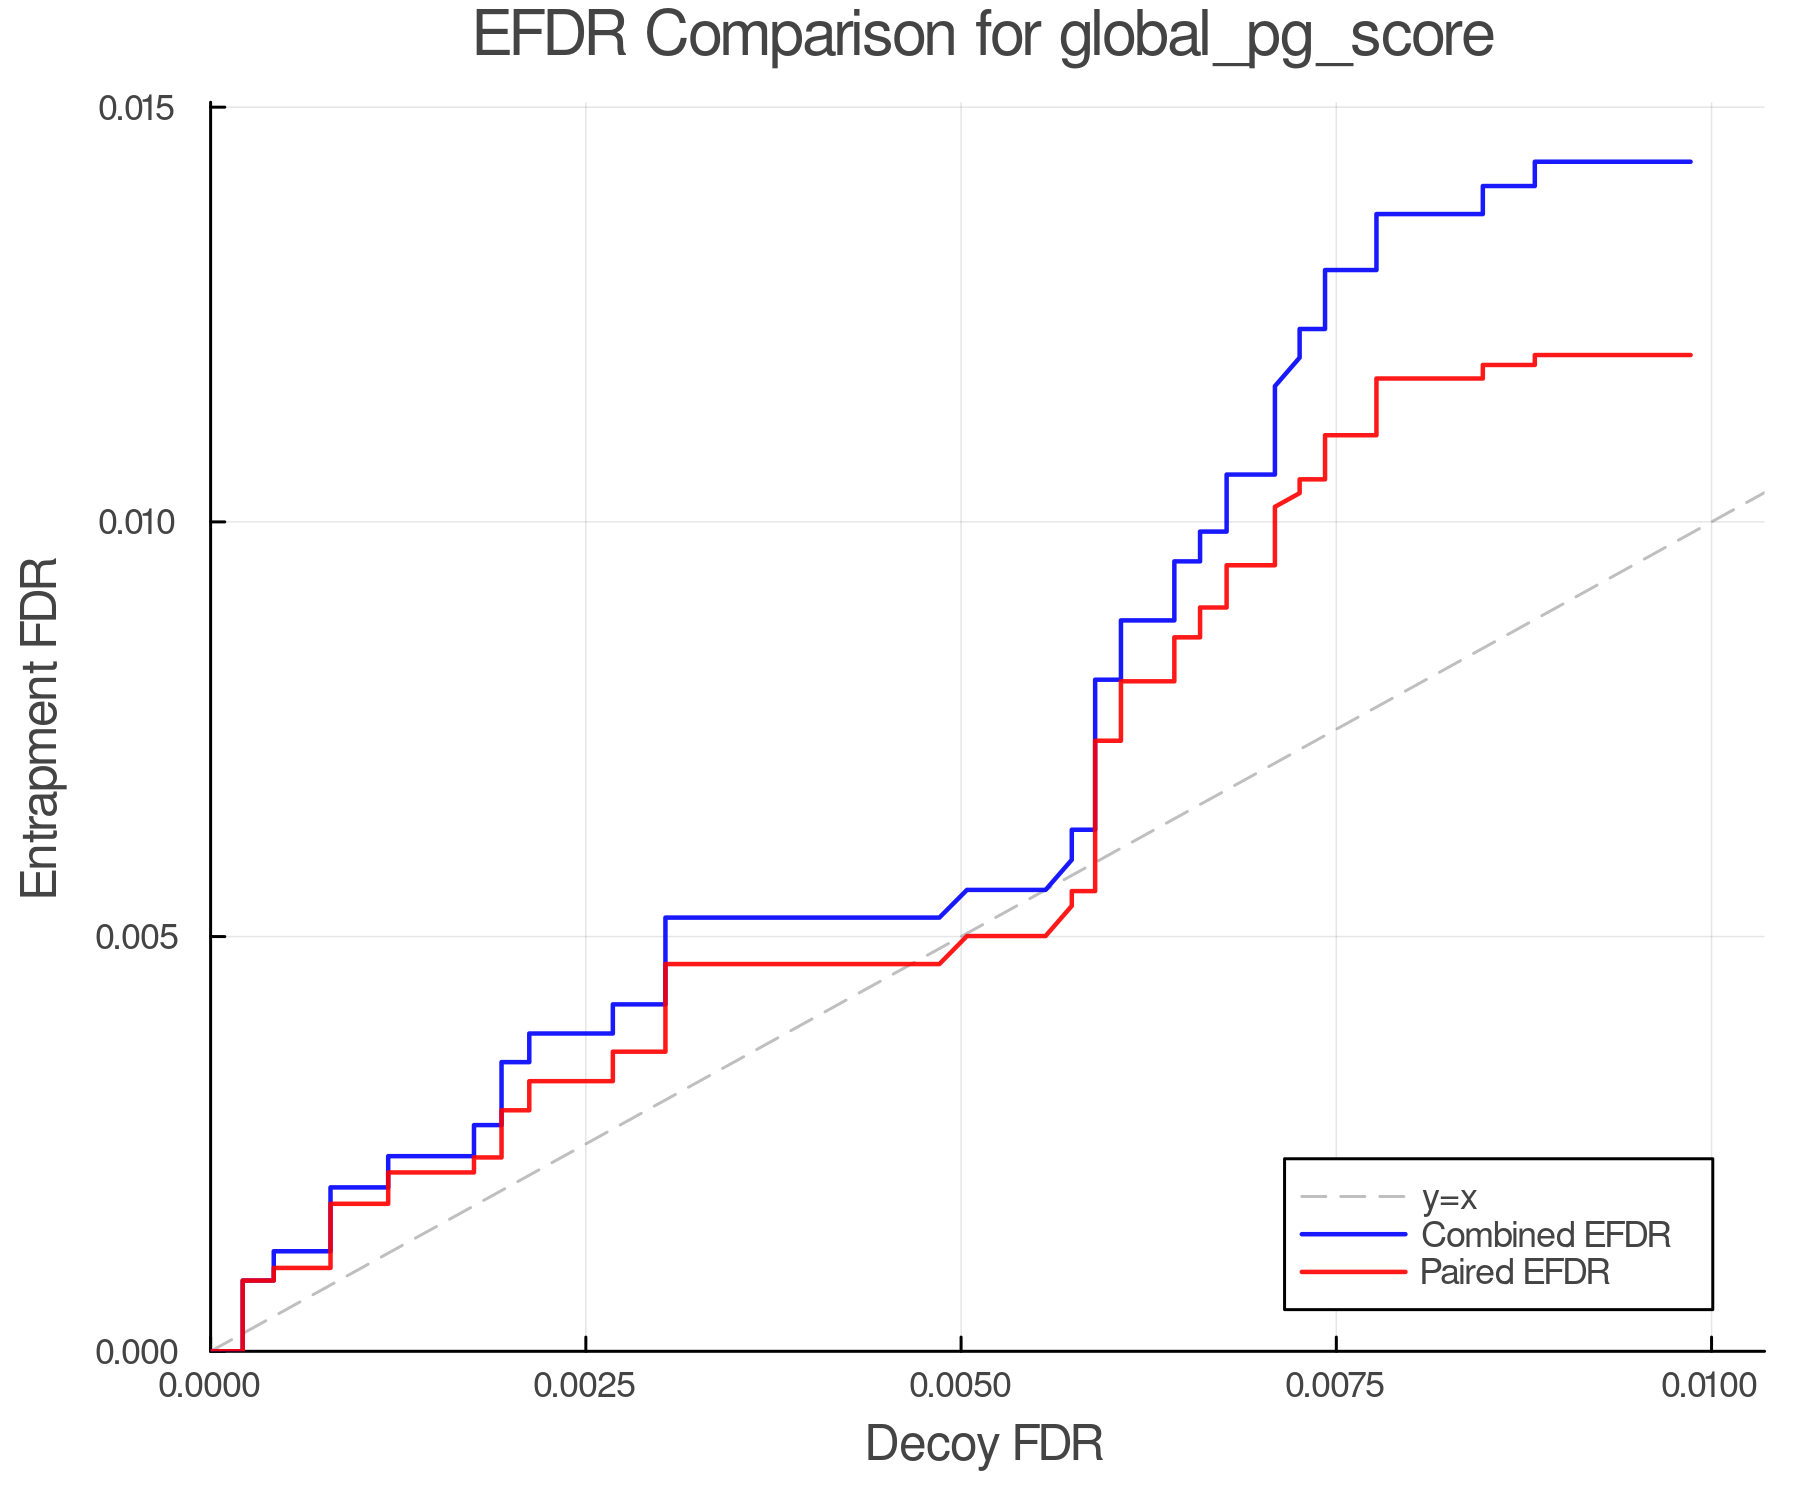 EFDR Comparison for global_pg_score
0.015
0.010
0.005
0.000
Entrapment FDR
0.0000
0.0025
0.0050
0.0075
0.0100
Decoy FDR
y=x
Combined EFDR
Paired EFDR